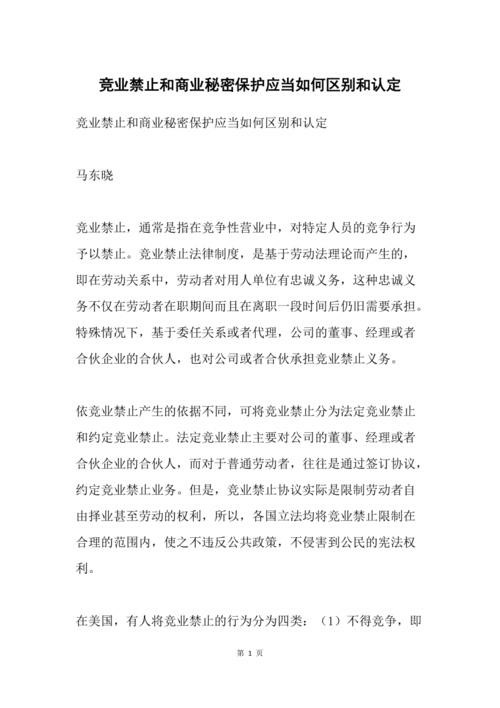 竞业禁止和商业秘密保护应当如何区别和认定
竞业禁止和商业秘密保护应当如何区别和认定
马东晓
竞业禁止，通常是指在竞争性营业中，对特定人员的竞争行为
予以禁止。竞业禁止法律制度，是基于劳动法理论而产生的，
即在劳动关系中，劳动者对用人单位有忠诚义务，这种忠诚义
务不仅在劳动者在职期间而且在离职一段时间后仍旧需要承担。
特殊情况下，基于委任关系或者代理，公司的董事、经理或者
合伙企业的合伙人，也对公司或者合伙承担竞业禁止义务。
依竞业禁止产生的依据不同，可将竞业禁止分为法定竞业禁止
和约定竞业禁止。法定竞业禁止主要对公司的董事、经理或者
合伙企业的合伙人，而对于普通劳动者，往往是通过签订协议，
约定竞业禁止业务。但是，竞业禁止协议实际是限制劳动者自
由择业甚至劳动的权利，所以，各国立法均将竞业禁止限制在
合理的范围内，使之不违反公共政策，不侵害到公民的宪法权
利。
在美国，有人将竞业禁止的行为分为四类：（1）不得竞争，即
第 1 页